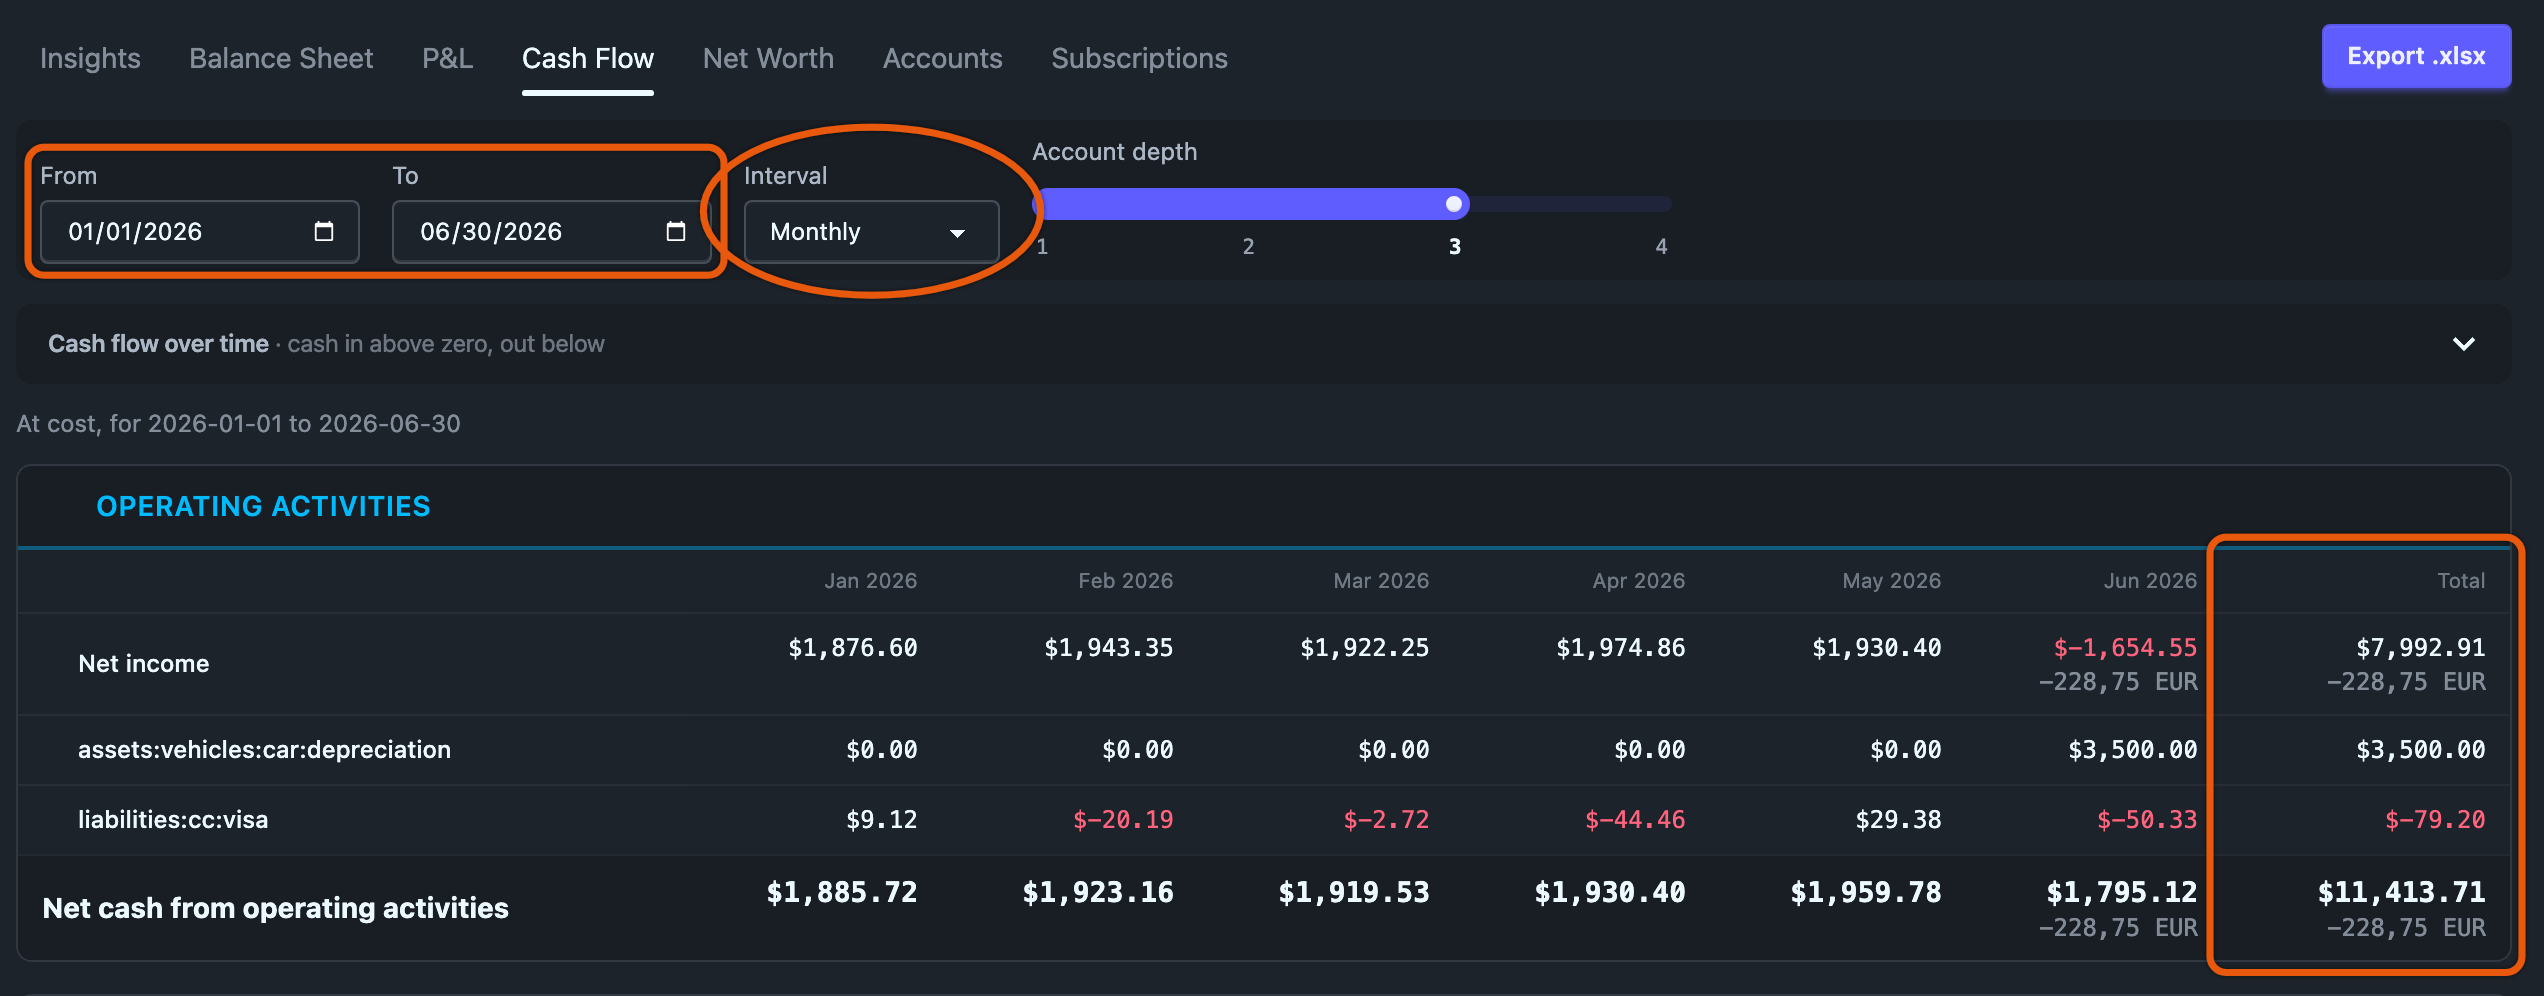 Insights Balance Sheet P&L Cash Flow Net Worth Accounts Subscriptions Export .xlsx
Account depth
From To Interval
01/01/2026 06/30/2026 Monthly
1 2 3 4
Cash flow over time · cash in above zero, out below
At cost, for 2026-01-01 to 2026-06-30
OPERATING ACTIVITIES
Jan 2026 Feb 2026 Mar 2026 Apr 2026 May 2026 Jun 2026 Total
Net income $1,876.60 $1,943.35 $1,922.25 $1,974.86 $1,930.40 $-1,654.55 $7,992.91
-228,75 EUR -228,75 EUR
assets:vehicles:car:depreciation $0.00 $0.00 $0.00 $0.00 $0.00 $3,500.00 $3,500.00
liabilities:cc:visa $9.12 $-20.19 $-2.72 $-44.46 $29.38 $-50.33 $-79.20
Net cash from operating activities $1,885.72 $1,923.16 $1,919.53 $1,930.40 $1,959.78 $1,795.12 $11,413.71
-228,75 EUR -228,75 EUR